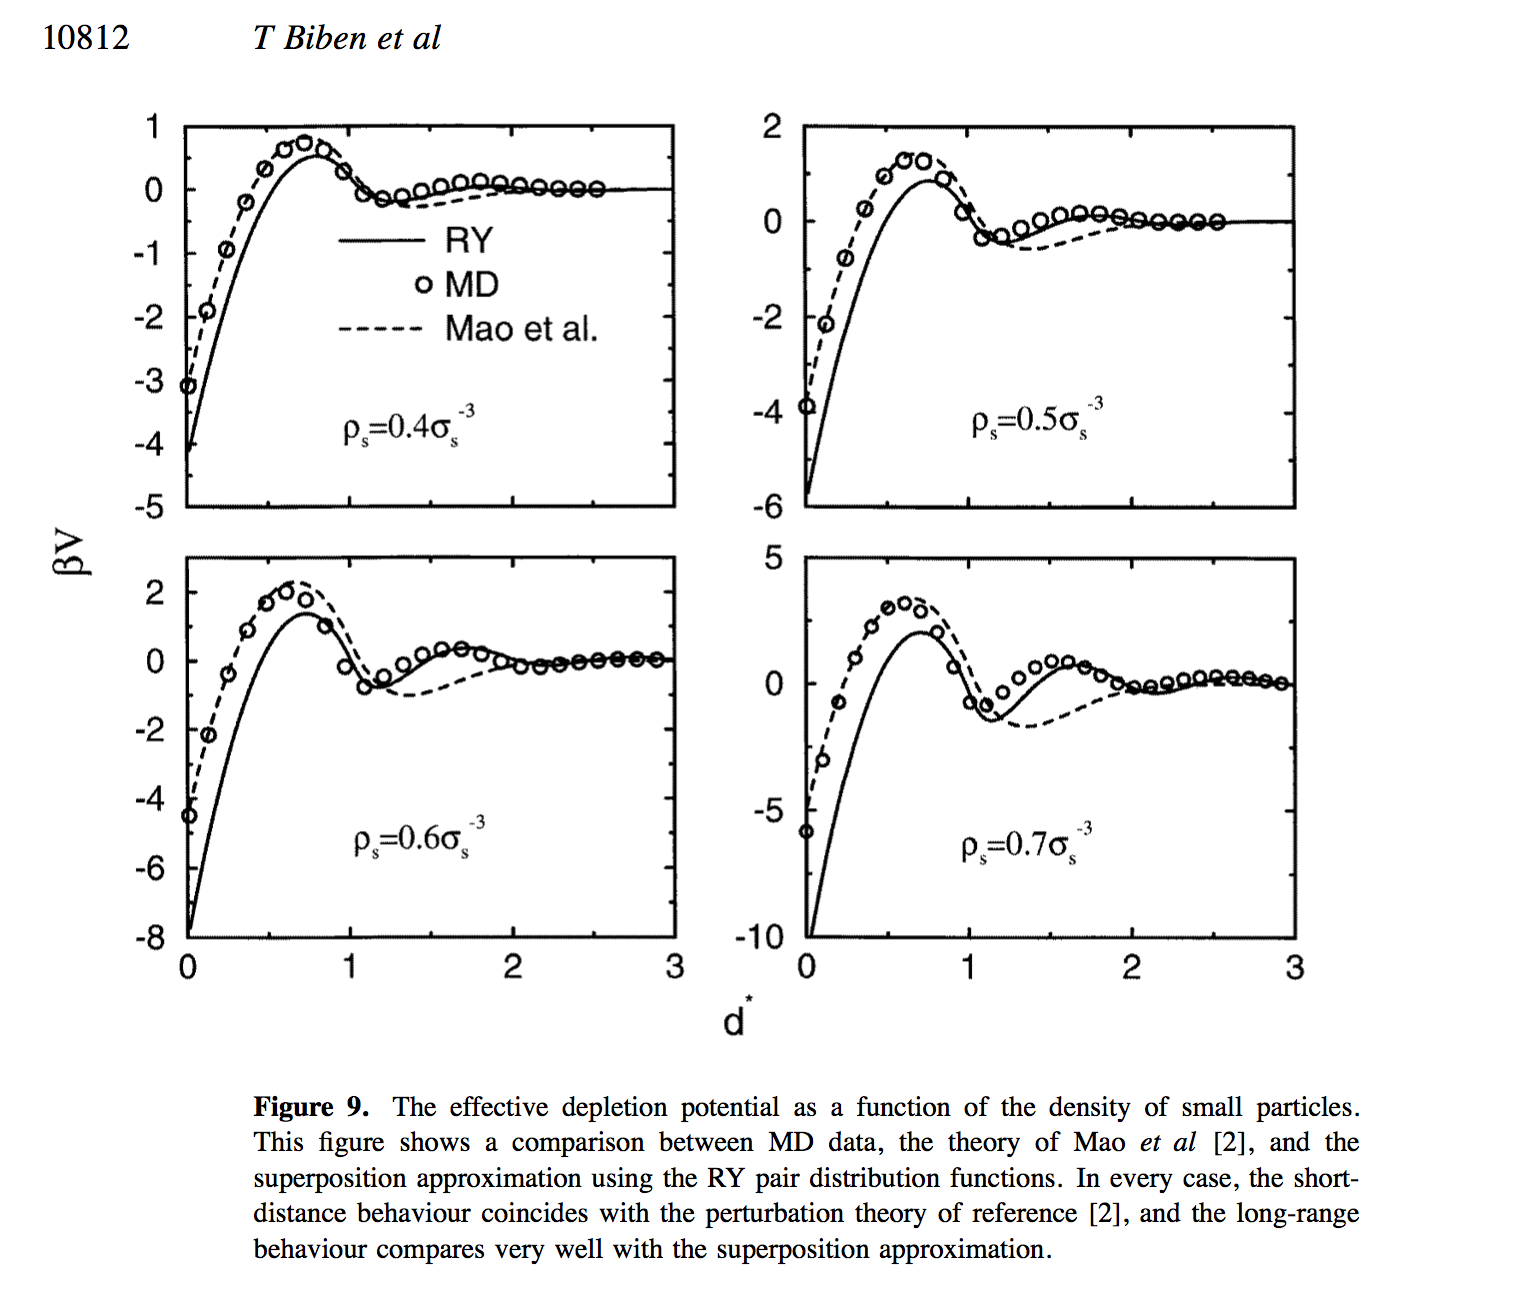 10812 T Biben et al
1
0
-1
-2
-3
-4
-5
RY
MD
Mao et al.
ρs=0.4σs-3
2
0
-2
-4
-6
ρs=0.5σs-3
βV
2
0
-2
-4
-6
-8
0 1 2 3
ρs=0.6σs-3
5
0
-5
-10
0 1 2 3
ρs=0.7σs-3
d*
Figure 9. The effective depletion potential as a function of the density of small particles.
This figure shows a comparison between MD data, the theory of Mao et al [2], and the
superposition approximation using the RY pair distribution functions. In every case, the short-
distance behaviour coincides with the perturbation theory of reference [2], and the long-range
behaviour compares very well with the superposition approximation.